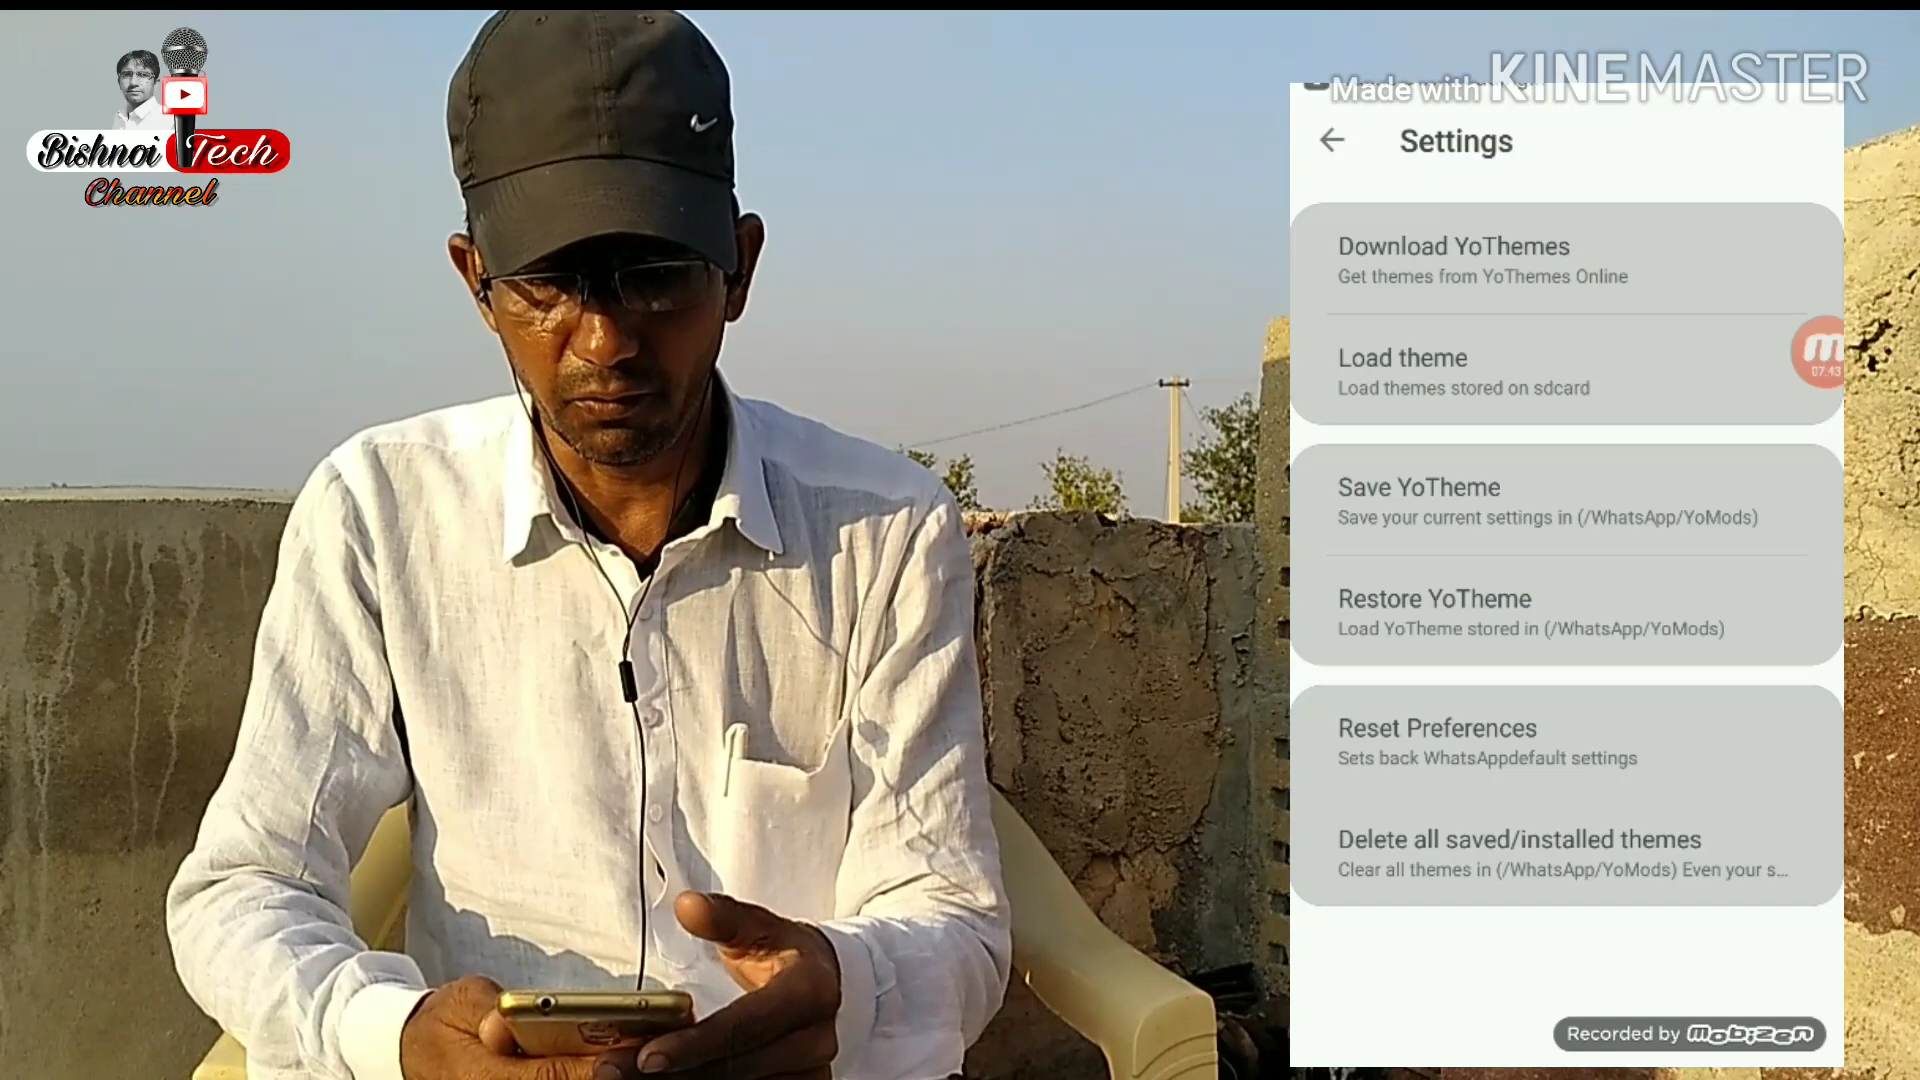 Bishnoi Tech
Channel
Made with KINEMASTER
Settings
Download YoThemes
Get themes from YoThemes Online
Load theme
Load themes stored on sdcard
07:43
Save YoTheme
Save your current settings in (/WhatsApp/YoMods)
Restore YoTheme
Load YoTheme stored in (/WhatsApp/YoMods)
Reset Preferences
Sets back WhatsAppdefault settings
Delete all saved/installed themes
Clear all themes in (/WhatsApp/YoMods) Even your s...
Recorded by mobizen